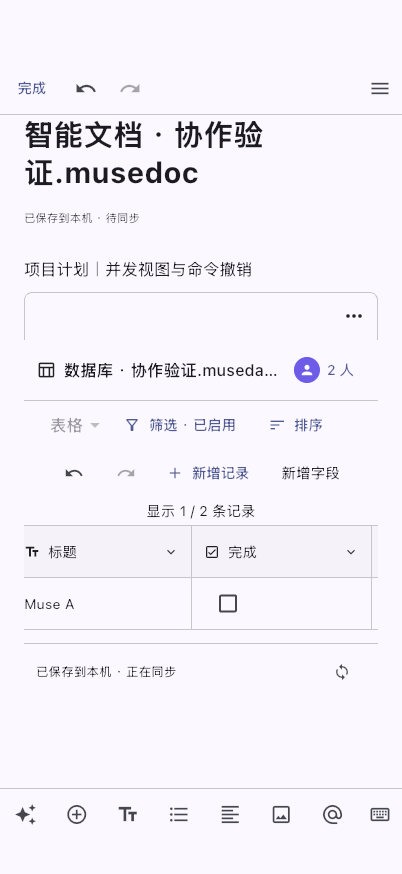 完成
智能文档 · 协作验
证.musedoc
已保存到本机 · 待同步
项目计划｜并发视图与命令撤销
数据库 · 协作验证.museda...
2 人
表格
筛选 · 已启用
排序
新增记录
新增字段
显示 1 / 2 条记录
标题
完成
Muse A
已保存到本机 · 正在同步